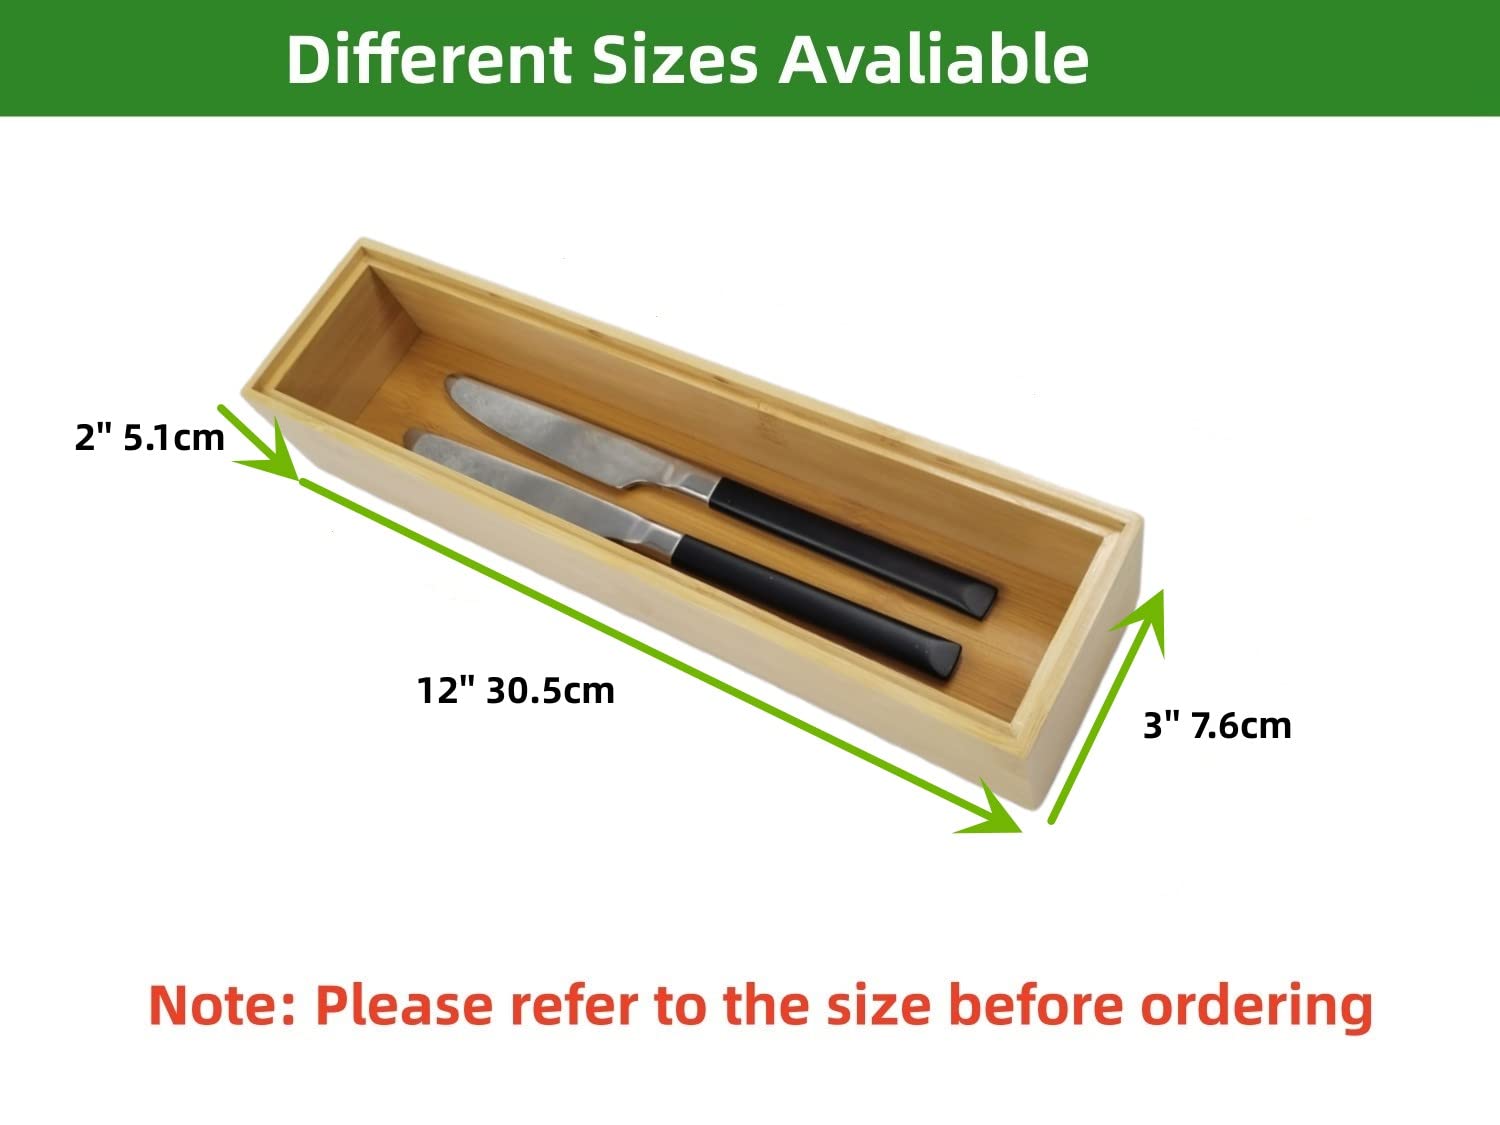 Different Sizes Avaliable
2" 5.1cm
12" 30.5cm
3" 7.6cm
Note: Please refer to the size before ordering